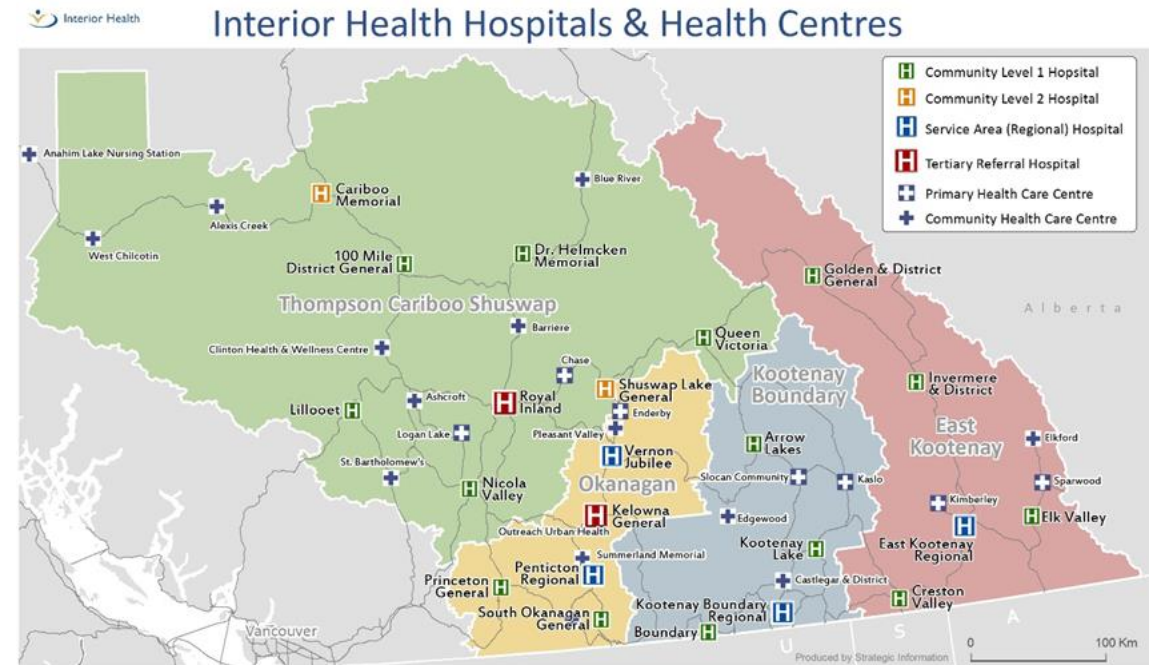 Interior Health
Interior Health Hospitals & Health Centres
Community Level 1 Hopsital
Community Level 2 Hospital
Service Area (Regional) Hospital
Tertiary Referral Hospital
Primary Health Care Centre
Community Health Care Centre
Anahim Lake Nursing Station
West Chilcotin
Alexis Creek
Cariboo
Memorial
Blue River
100 Mile
District General
Dr. Helmcken
Memorial
Thompson Cariboo Shuswap
Barriere
Clinton Health & Wellness Centre
Chase
Queen
Victoria
Golden & District
General
Alberta
Lillooet
Ashcroft
Royal
Inland
Shuswap Lake
General
Enderby
Pleasant Valley
Logan Lake
St. Bartholomew's
Nicola
Valley
Vernon
Jubilee
Okanagan
Kelowna
General
Outreach Urban Health
Summerland Memorial
Penticton
Regional
Princeton
General
South Okanagan
General
Kootenay
Boundary
Arrow
Lakes
Slocan Community
Kaslo
Edgewood
Kootenay
Lake
Castlegar & District
Kootenay Boundary
Regional
Boundary
Invermere
& District
East
Kootenay
Elkford
Sparwood
Kimberley
Elk Valley
East Kootenay
Regional
Creston
Valley
Vancouver
U S A
0 100 Km
Produced by Strategic Information